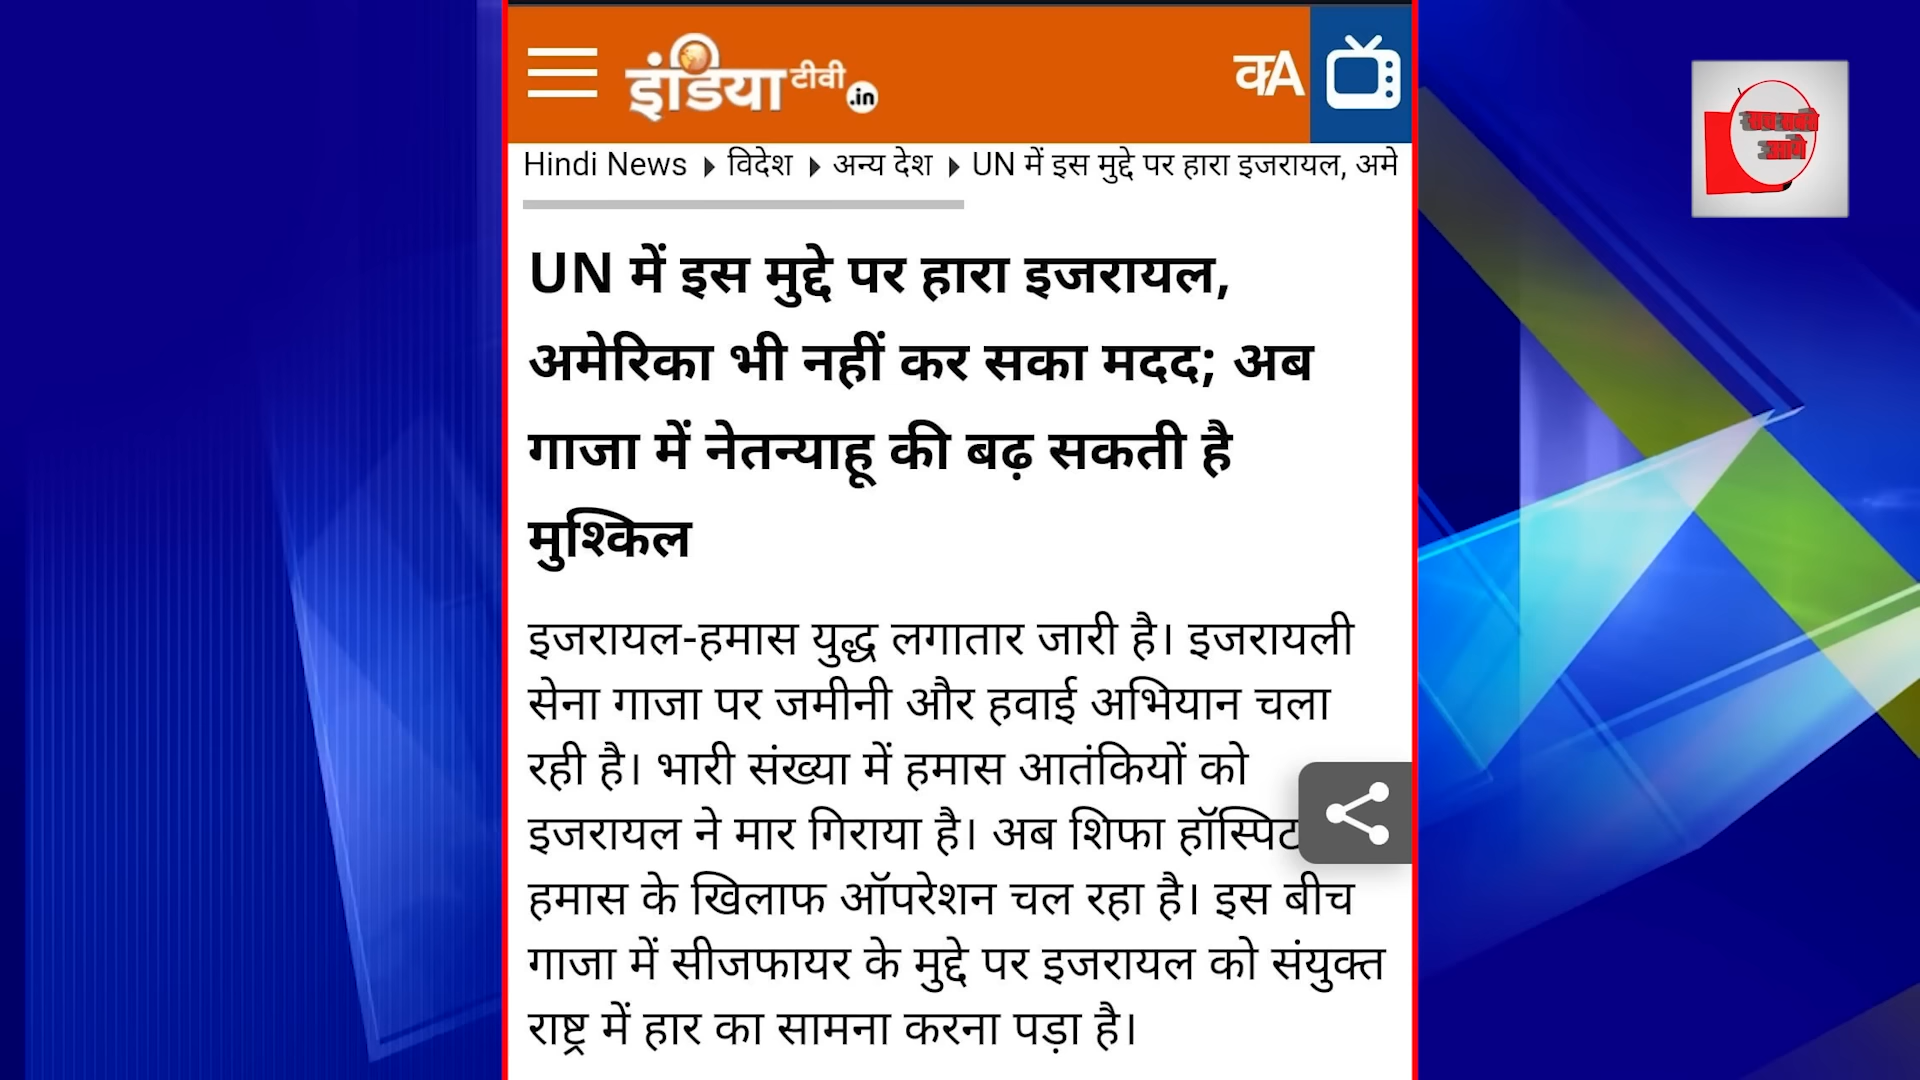 इंडिया टीवी .in
कA
Hindi News विदेश अन्य देश UN में इस मुद्दे पर हारा इजरायल, अमे
UN में इस मुद्दे पर हारा इजरायल,
अमेरिका भी नहीं कर सका मदद; अब
गाजा में नेतन्याहू की बढ़ सकती है
मुश्किल
इजरायल-हमास युद्ध लगातार जारी है। इजरायली
सेना गाजा पर जमीनी और हवाई अभियान चला
रही है। भारी संख्या में हमास आतंकियों को
इजरायल ने मार गिराया है। अब शिफा हॉस्पिट
हमास के खिलाफ ऑपरेशन चल रहा है। इस बीच
गाजा में सीजफायर के मुद्दे पर इजरायल को संयुक्त
राष्ट्र में हार का सामना करना पड़ा है।
आगे